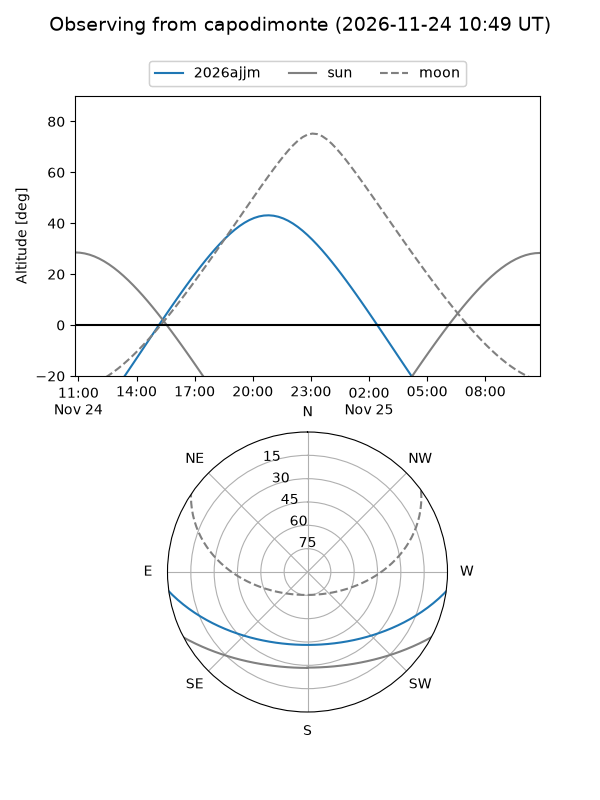 Observing from capodimonte (2026-11-24 10:49 UT)
2026ajjm sun moon
Altitude [deg]
80
60
40
20
0
−20
11:00 14:00 17:00 20:00 23:00 02:00 05:00 08:00
Nov 24 Nov 25
N
NE NW
15
30
45
60
75
E W
SE SW
S